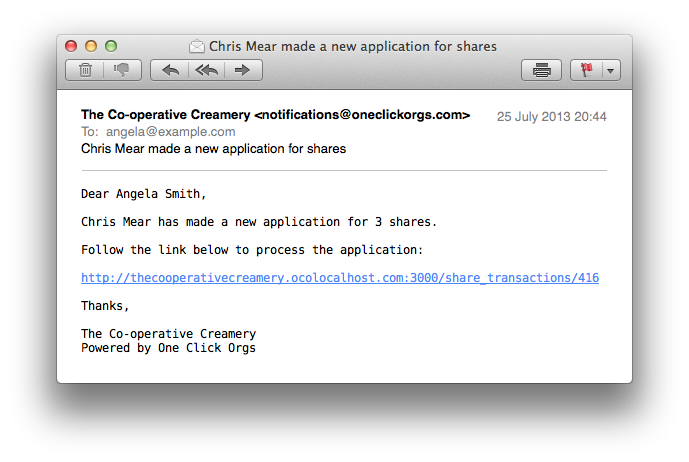 Chris Mear made a new application for shares
The Co-operative Creamery <notifications@oneclickorgs.com> 25 July 2013 20:44
To: angela@example.com
Chris Mear made a new application for shares
Dear Angela Smith,
Chris Mear has made a new application for 3 shares.
Follow the link below to process the application:
http://thecooperativecreamery.ocolocalhost.com:3000/share_transactions/416
Thanks,
The Co-operative Creamery
Powered by One Click Orgs